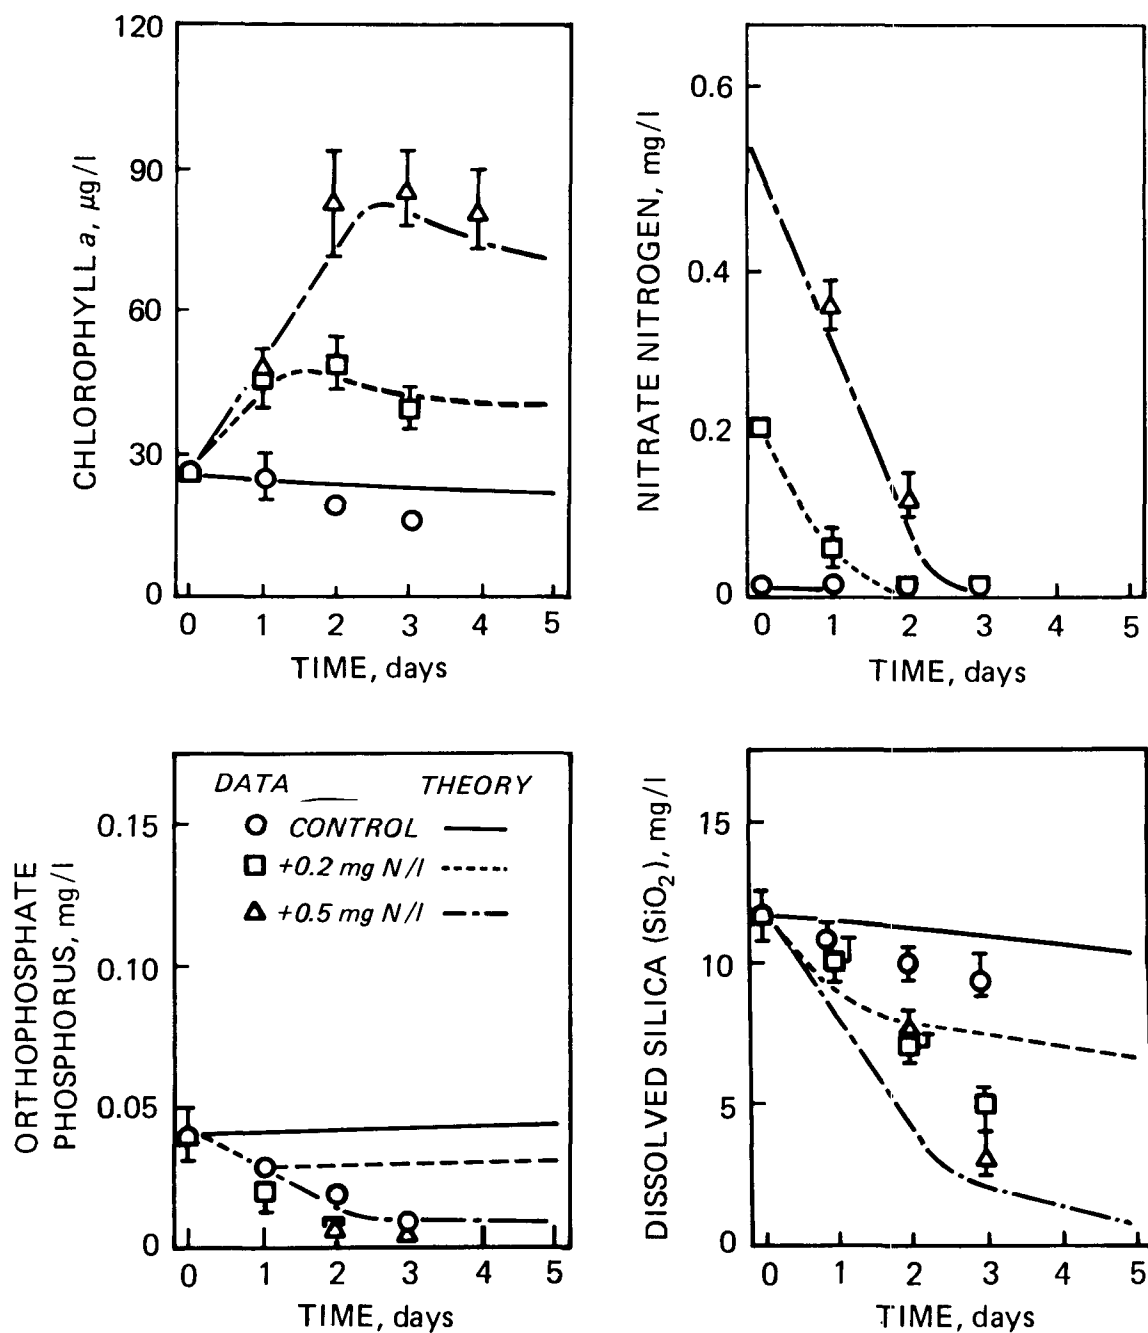 120
90
60
30
0
CHLOROPHYLL a, µg/l
0 1 2 3 4 5
TIME, days
0.6
0.4
0.2
0
NITRATE NITROGEN, mg/l
0 1 2 3 4 5
TIME, days
DATA THEORY
CONTROL
+0.2 mg N/l
+0.5 mg N/l
0.15
0.10
0.05
0
ORTHOPHOSPHATE
PHOSPHORUS, mg/l
0 1 2 3 4 5
TIME, days
15
10
5
0
DISSOLVED SILICA (SiO₂), mg/l
0 1 2 3 4 5
TIME, days